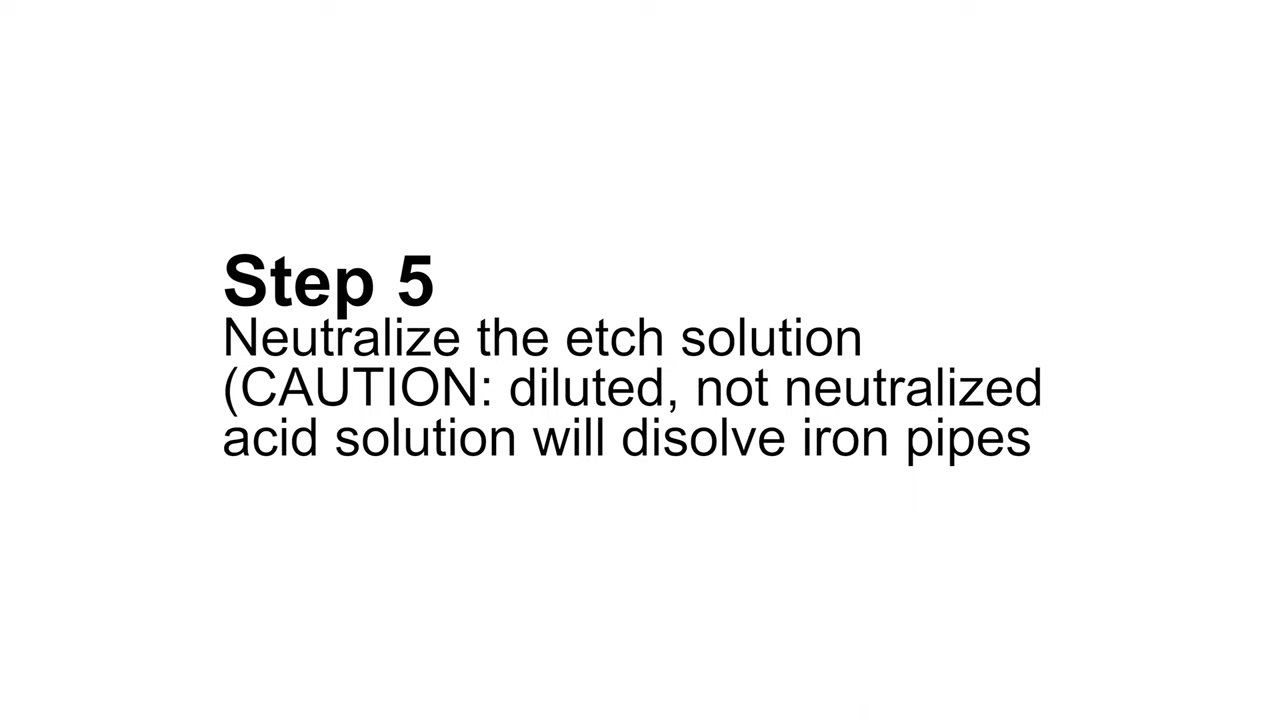 Step 5
Neutralize the etch solution
(CAUTION: diluted, not neutralized
acid solution will disolve iron pipes